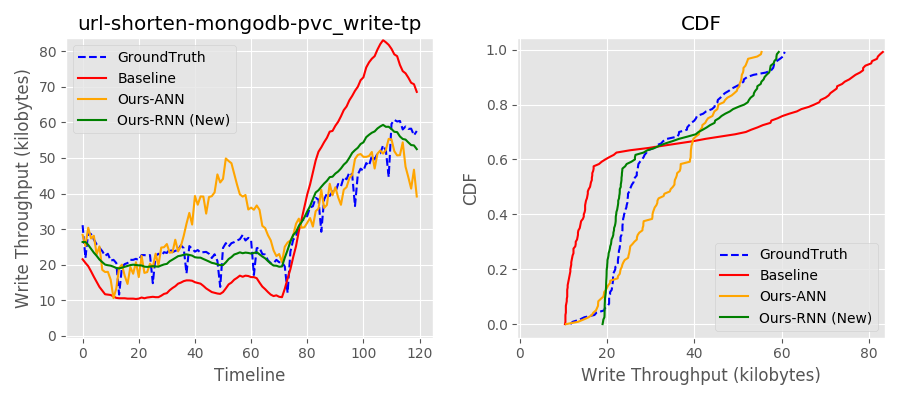 url-shorten-mongodb-pvc_write-tp
Write Throughput (kilobytes)
80
70
60
50
40
30
20
10
0
GroundTruth
Baseline
Ours-ANN
Ours-RNN (New)
0 20 40 60 80 100 120
Timeline
CDF
CDF
1.0
0.8
0.6
0.4
0.2
0.0
GroundTruth
Baseline
Ours-ANN
Ours-RNN (New)
0 20 40 60 80
Write Throughput (kilobytes)